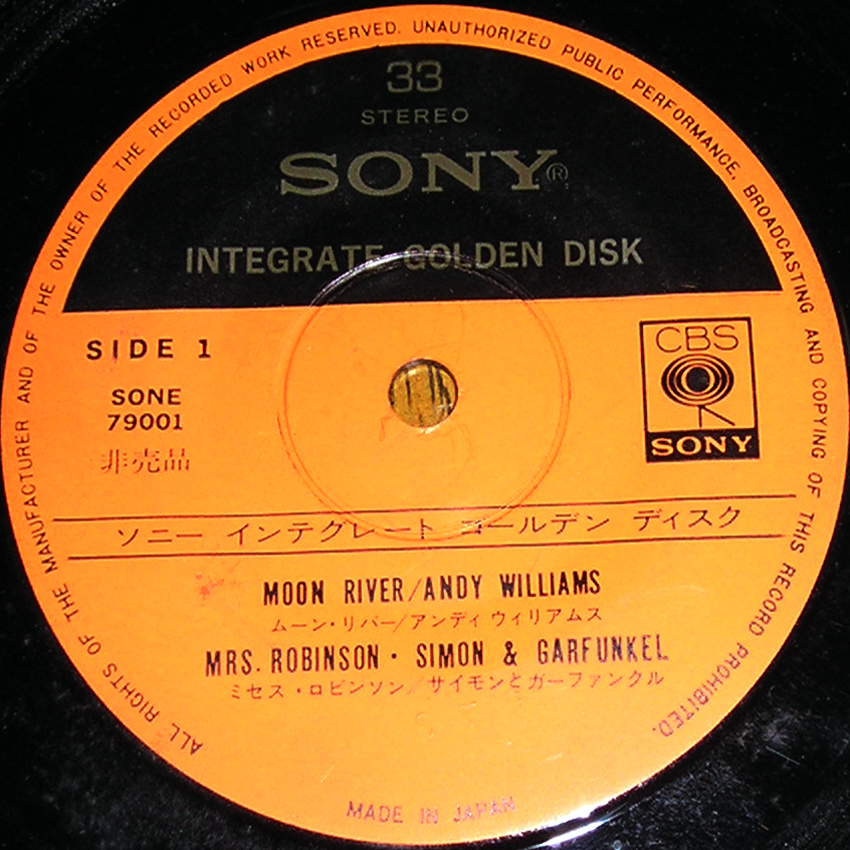 ALL RIGHTS OF THE MANUFACTURER AND OF THE OWNER OF THE RECORDED WORK RESERVED. UNAUTHORIZED PUBLIC PERFORMANCE, BROADCASTING AND COPYING OF THIS RECORD PROHIBITED.
33
STEREO
SONY®
INTEGRATE GOLDEN DISK
SIDE 1
SONE
79001
非売品
CBS
SONY
ソニー インテグレート ゴールデン ディスク
MOON RIVER/ANDY WILLIAMS
ムーン・リバー/アンディ ウィリアムス
MRS. ROBINSON・SIMON & GARFUNKEL
ミセス・ロビンソン/サイモンとガーファンクル
MADE IN JAPAN